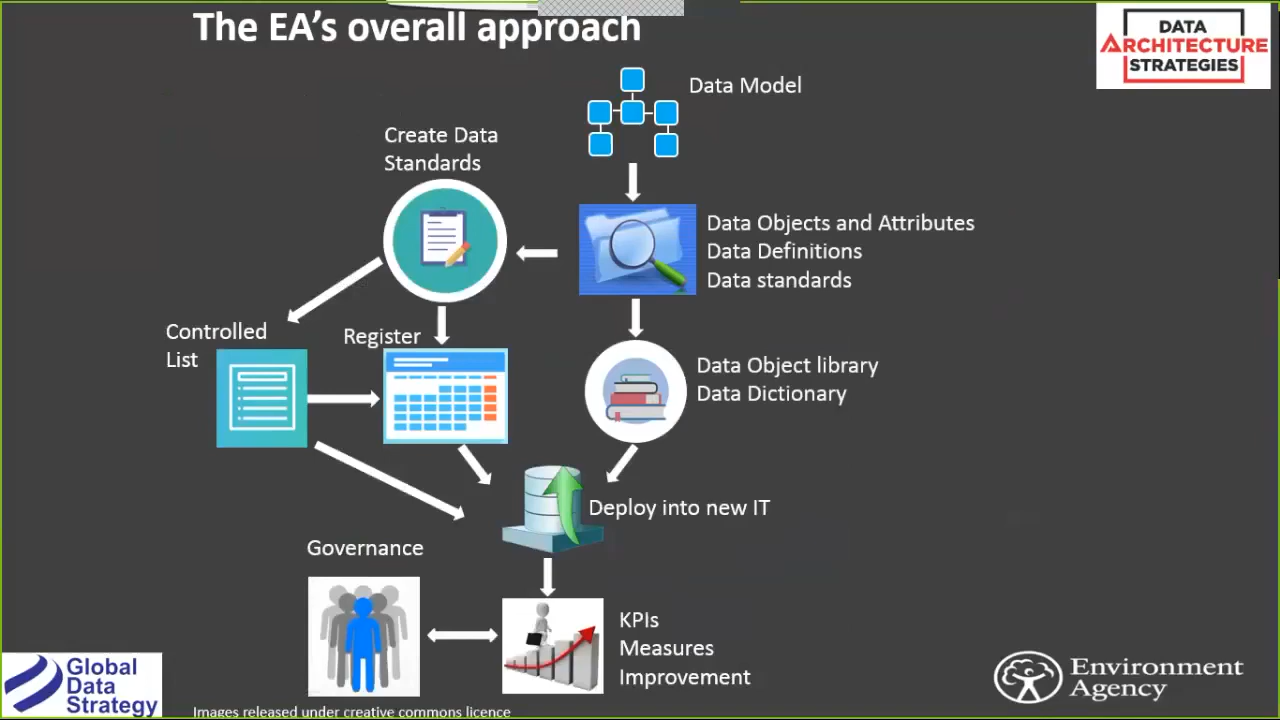 The EA's overall approach
DATA
ARCHITECTURE
STRATEGIES
Data Model
Create Data
Standards
Data Objects and Attributes
Data Definitions
Data standards
Controlled
List
Register
Data Object library
Data Dictionary
Deploy into new IT
Governance
KPIs
Measures
Improvement
Global
Data
Strategy
Environment
Agency
Images released under creative commons licence